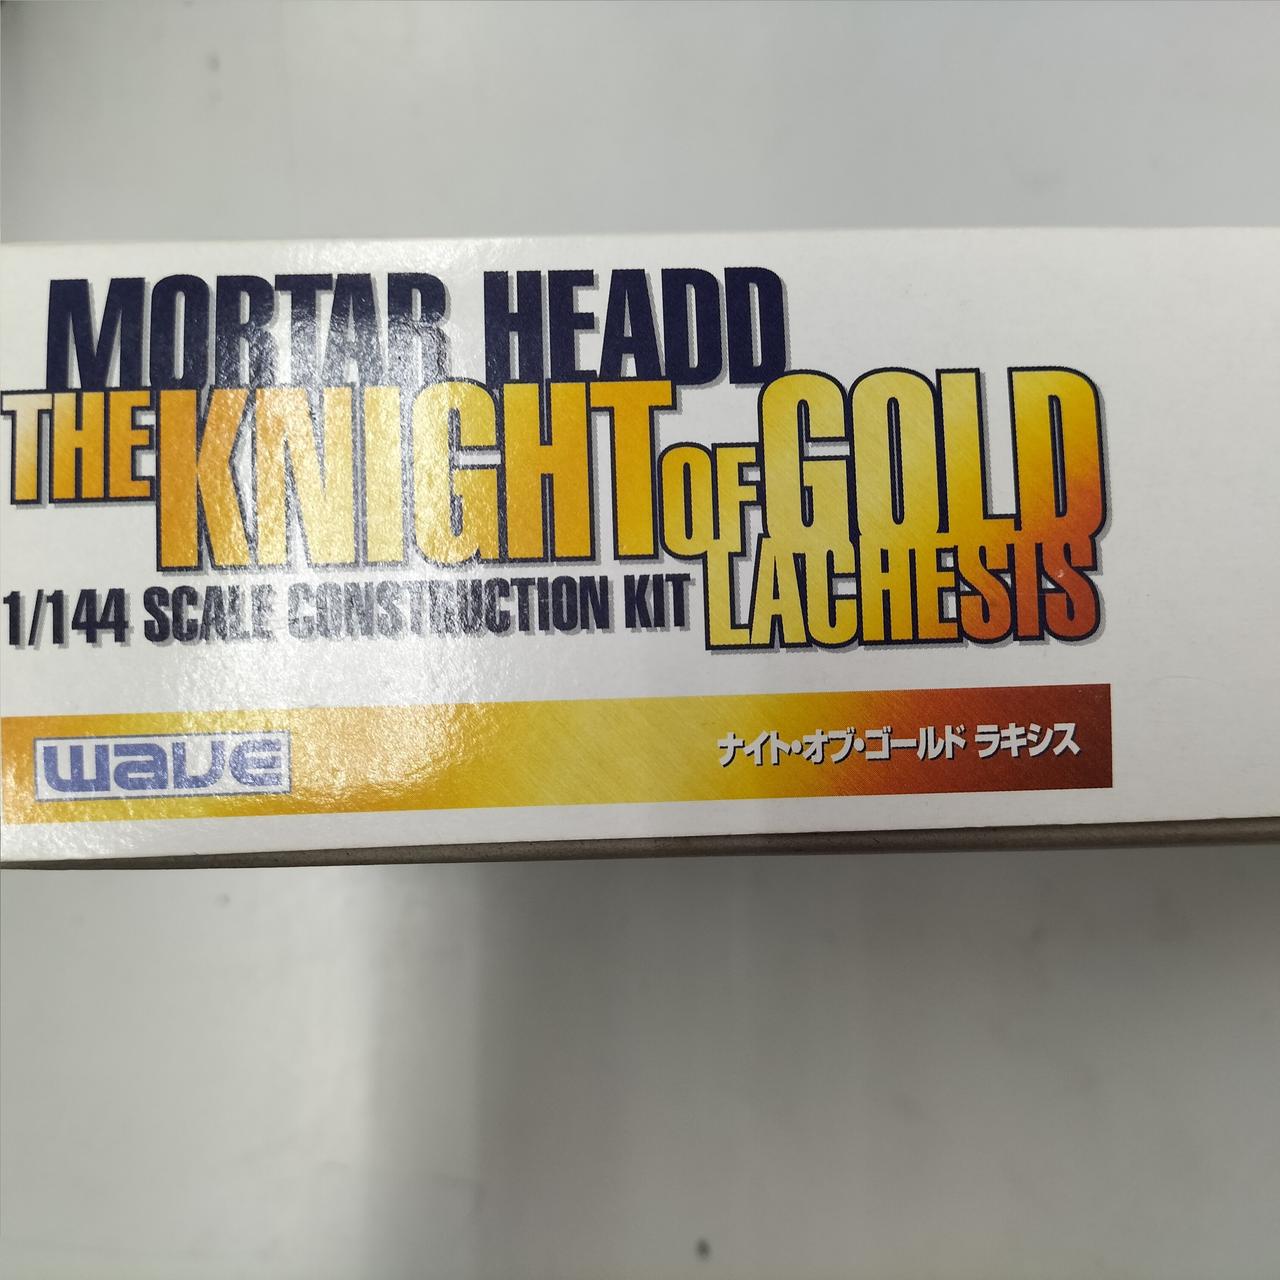 MORTAR HEADD
THE KNIGHT OF GOLD
LACHESIS
1/144 SCALE CONSTRUCTION KIT
wave
ナイト・オブ・ゴールド ラキシス